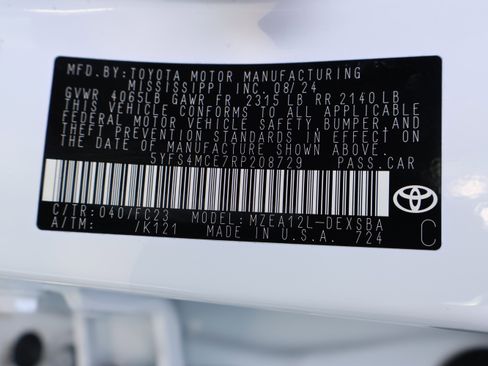 MFD.BY:TOYOTA MOTOR MANUFACTURING
MISSISSIPPI INC. 08/24
GVWR 4065LB GAWR FR 2315 LB RR 2140 LB
THIS VEHICLE CONFORMS TO ALL APPLICABLE
FEDERAL MOTOR VEHICLE SAFETY, BUMPER AND
THEFT PREVENTION STANDARDS IN EFFECT ON
THE DATE OF MANUFACTURE SHOWN ABOVE.
5YFS4MCE7RP208729 PASS.CAR
C/TR: 040/FC23 MODEL: MZEA12L-DEXSBA
A/TM: /K121 MADE IN U.S.A. 724
C